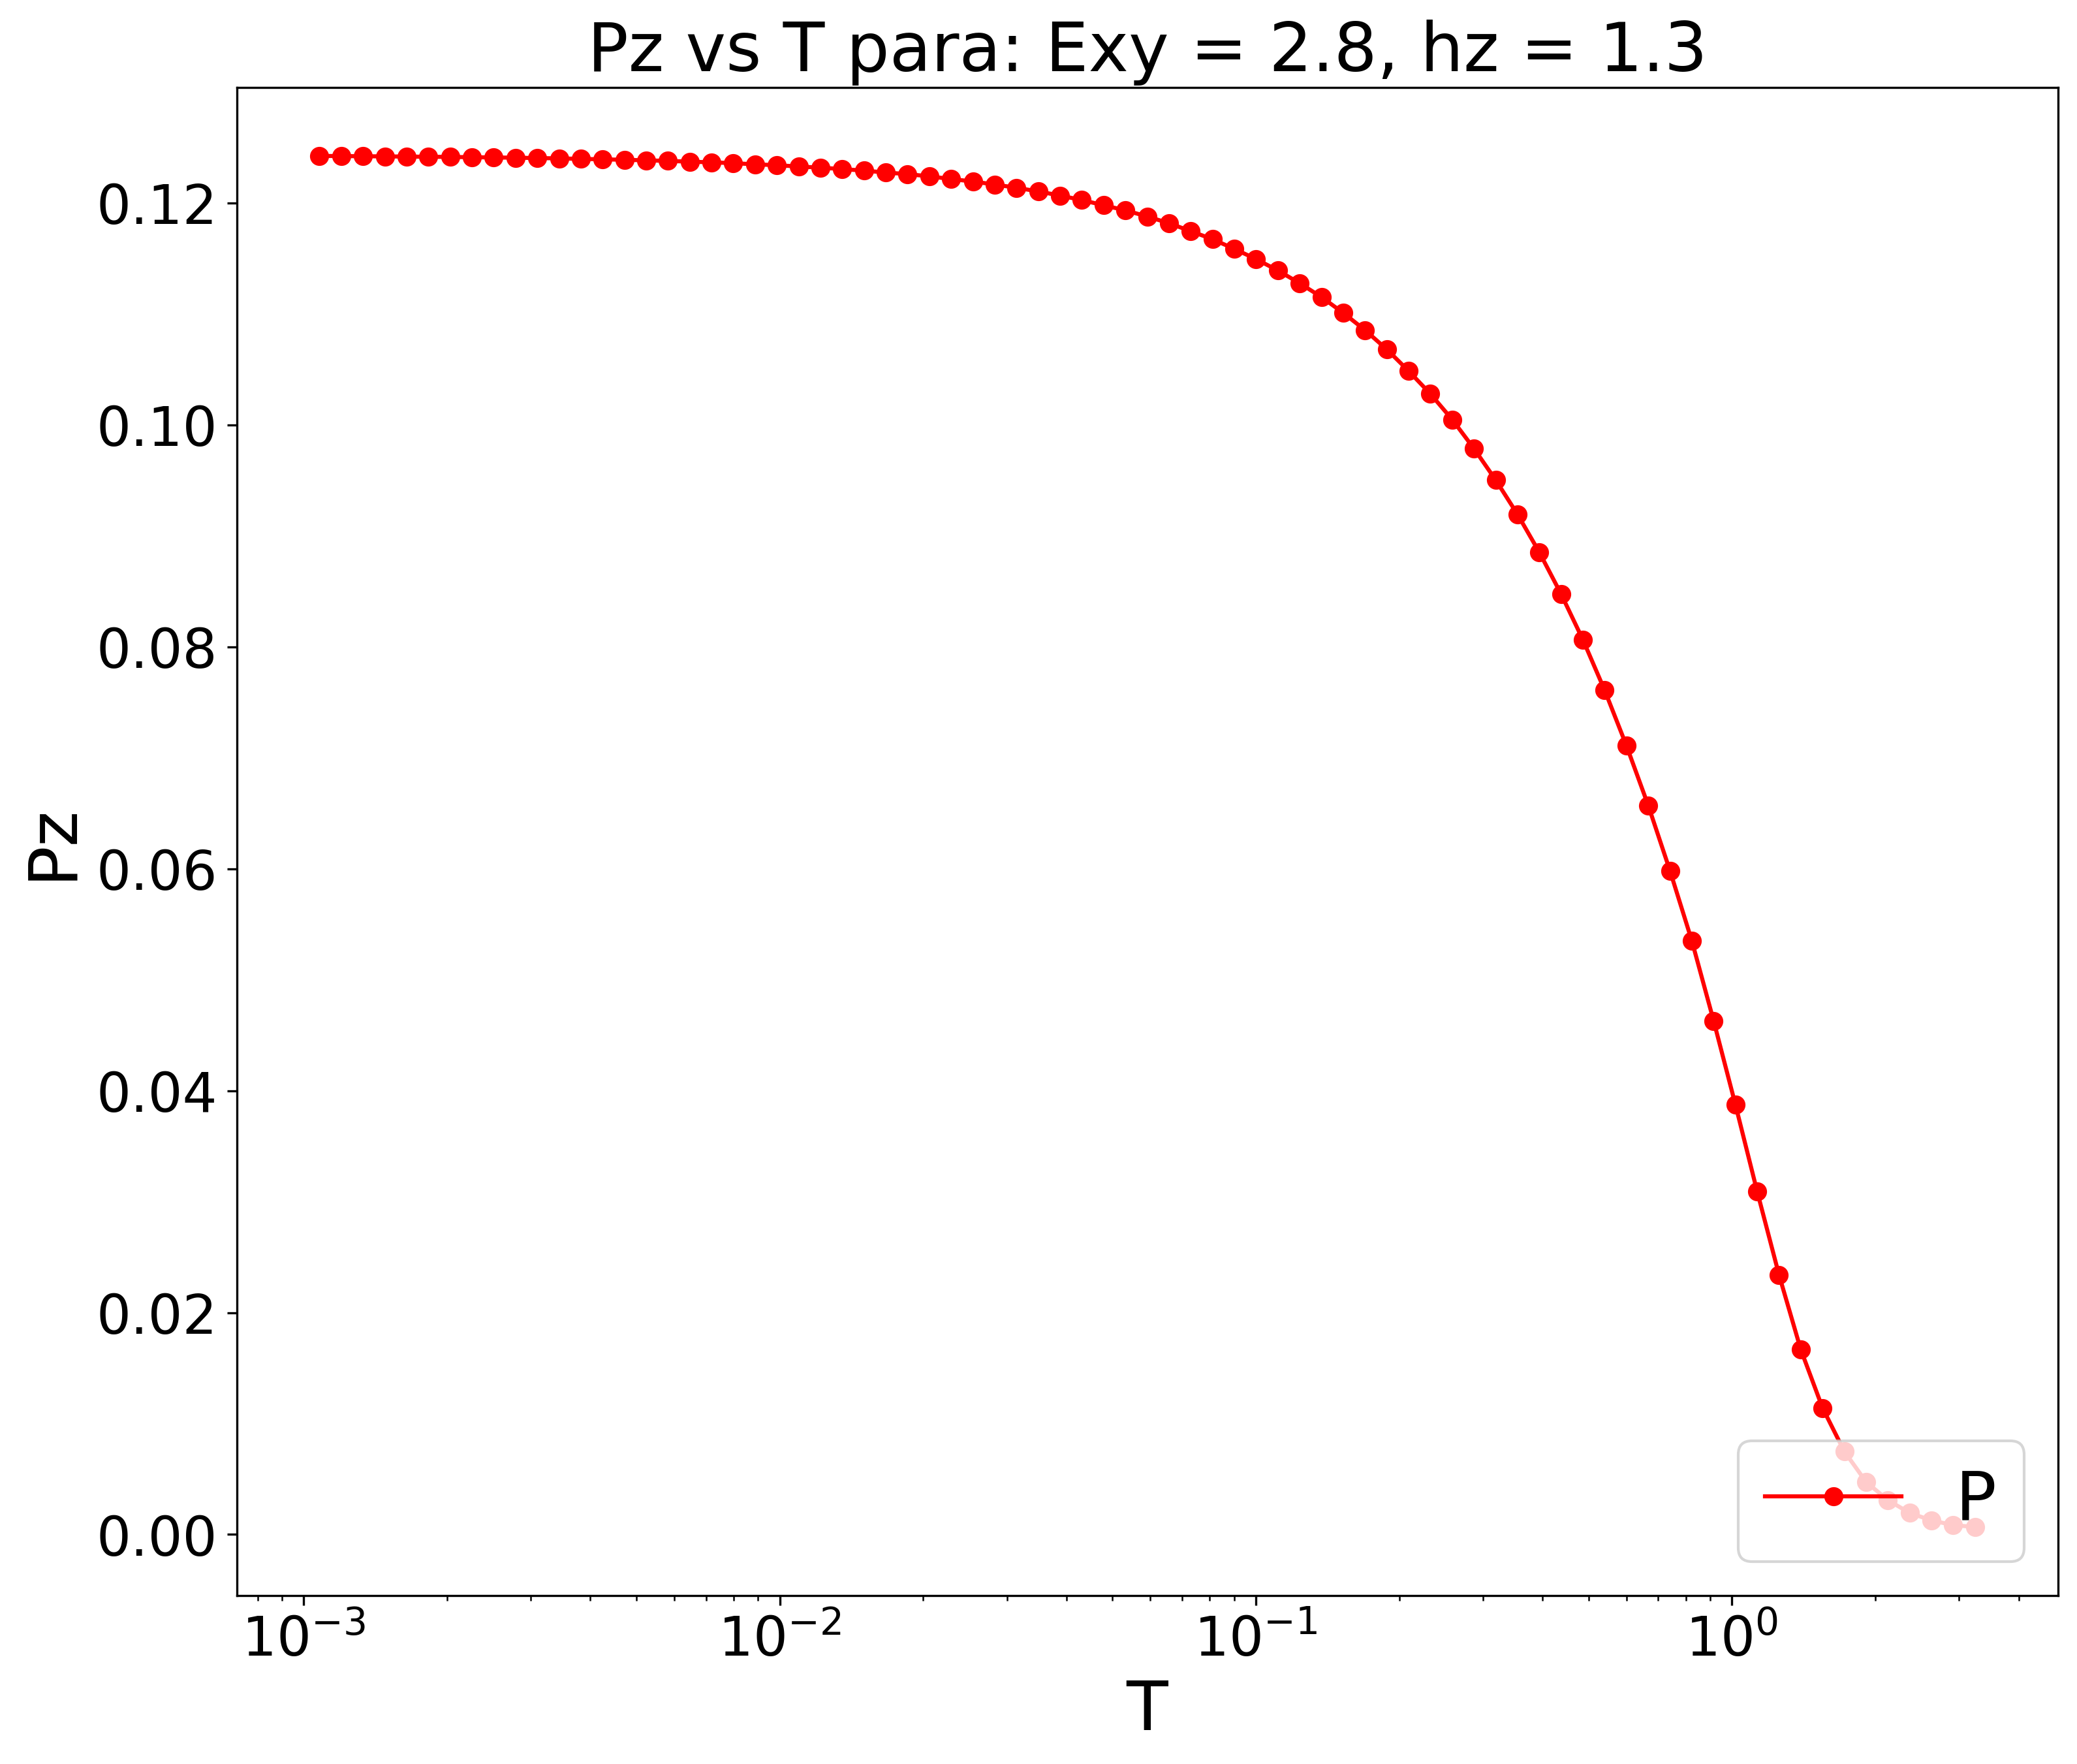 Pz vs T para: Exy = 2.8, hz = 1.3
0.12
0.10
0.08
0.06
0.04
0.02
0.00
Pz
P
10⁻³ 10⁻² 10⁻¹ 10⁰
T